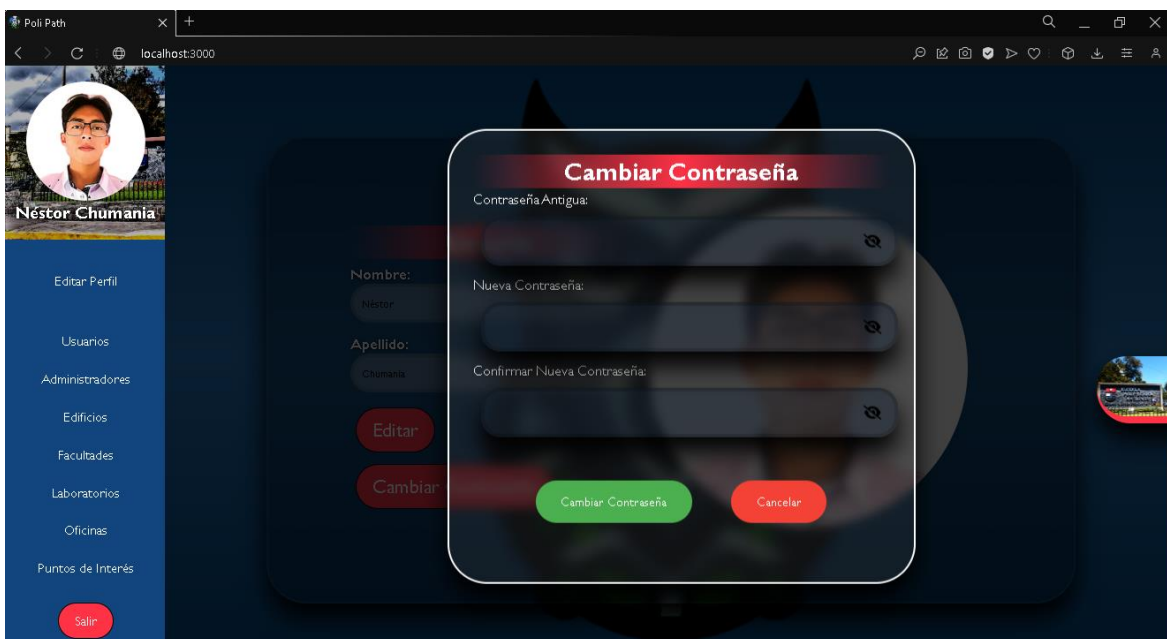 Poli Path
localhost:3000
Néstor Chumania
Editar Perfil
Usuarios
Administradores
Edificios
Facultades
Laboratorios
Oficinas
Puntos de Interés
Salir
Nombre:
Néstor
Apellido:
Chumania
Editar
Cambiar
Cambiar Contraseña
Contraseña Antigua:
Nueva Contraseña:
Confirmar Nueva Contraseña:
Cambiar Contraseña
Cancelar